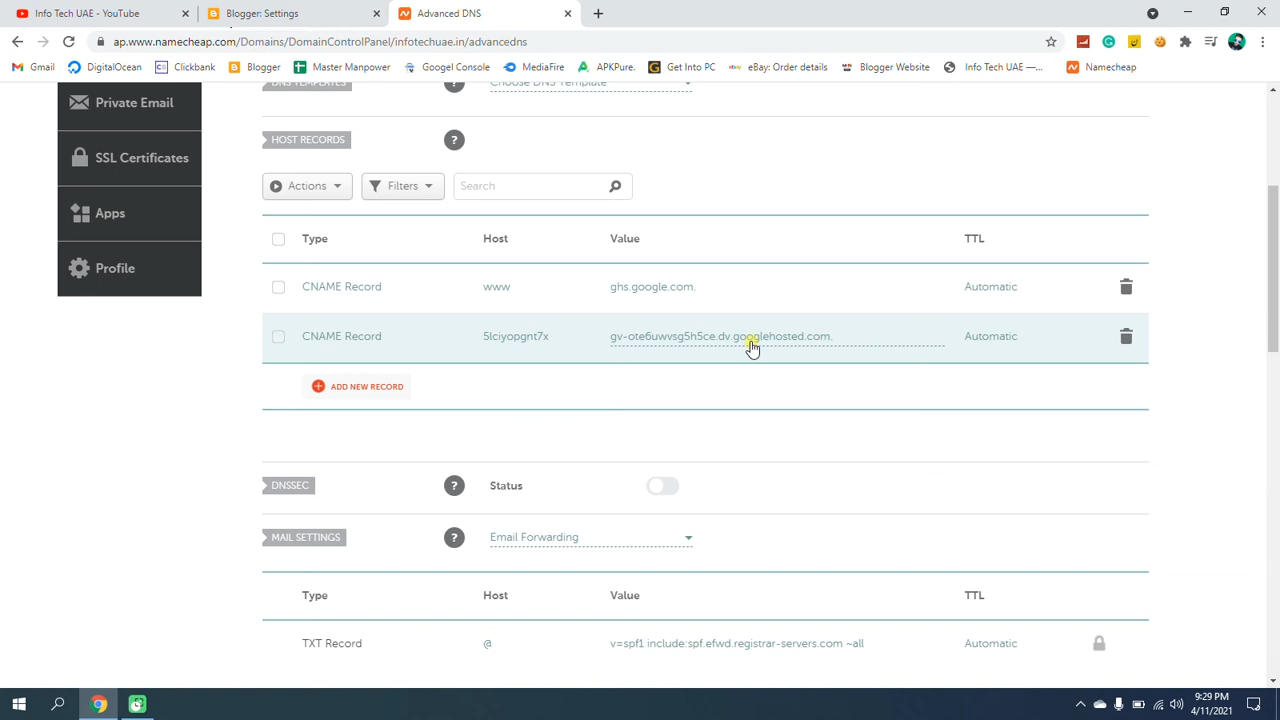 Info Tech UAE - YouTube
Blogger: Settings
Advanced DNS
ap.www.namecheap.com/Domains/DomainControlPanel/infotechuae.in/advancedns
Gmail
DigitalOcean
Clickbank
Blogger
Master Manpower
Googel Console
MediaFire
APKPure.
Get Into PC
eBay: Order details
Blogger Website
Info Tech UAE —...
Namecheap
Private Email
SSL Certificates
Apps
Profile
DNS TEMPLATES ? Choose DNS Template
HOST RECORDS ?
Actions Filters Search
Type Host Value TTL
CNAME Record www ghs.google.com. Automatic
CNAME Record 5lciyopgnt7x gv-ote6uwvsg5h5ce.dv.googlehosted.com. Automatic
ADD NEW RECORD
DNSSEC ? Status
MAIL SETTINGS ? Email Forwarding
Type Host Value TTL
TXT Record @ v=spf1 include:spf.efwd.registrar-servers.com ~all Automatic
9:29 PM
4/11/2021